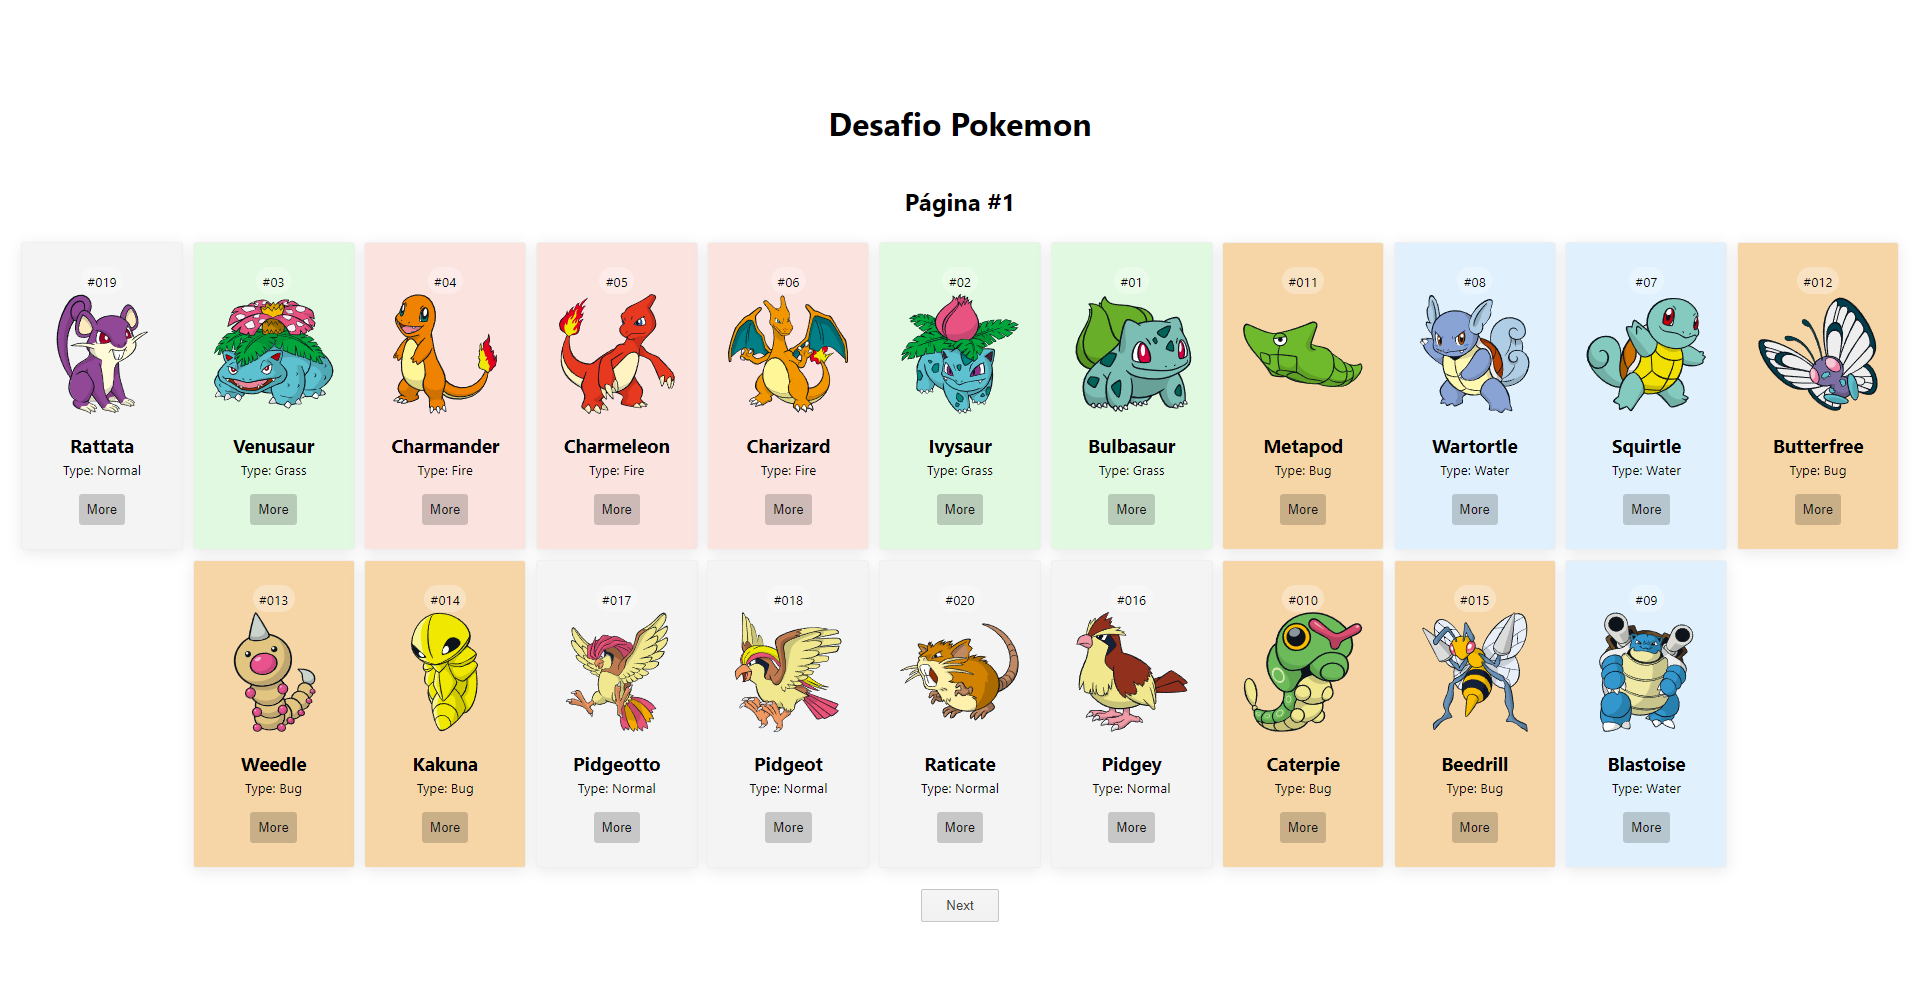 Desafio Pokemon
Página #1
#019
Rattata
Type: Normal
More
#03
Venusaur
Type: Grass
More
#04
Charmander
Type: Fire
More
#05
Charmeleon
Type: Fire
More
#06
Charizard
Type: Fire
More
#02
Ivysaur
Type: Grass
More
#01
Bulbasaur
Type: Grass
More
#011
Metapod
Type: Bug
More
#08
Wartortle
Type: Water
More
#07
Squirtle
Type: Water
More
#012
Butterfree
Type: Bug
More
#013
Weedle
Type: Bug
More
#014
Kakuna
Type: Bug
More
#017
Pidgeotto
Type: Normal
More
#018
Pidgeot
Type: Normal
More
#020
Raticate
Type: Normal
More
#016
Pidgey
Type: Normal
More
#010
Caterpie
Type: Bug
More
#015
Beedrill
Type: Bug
More
#09
Blastoise
Type: Water
More
Next